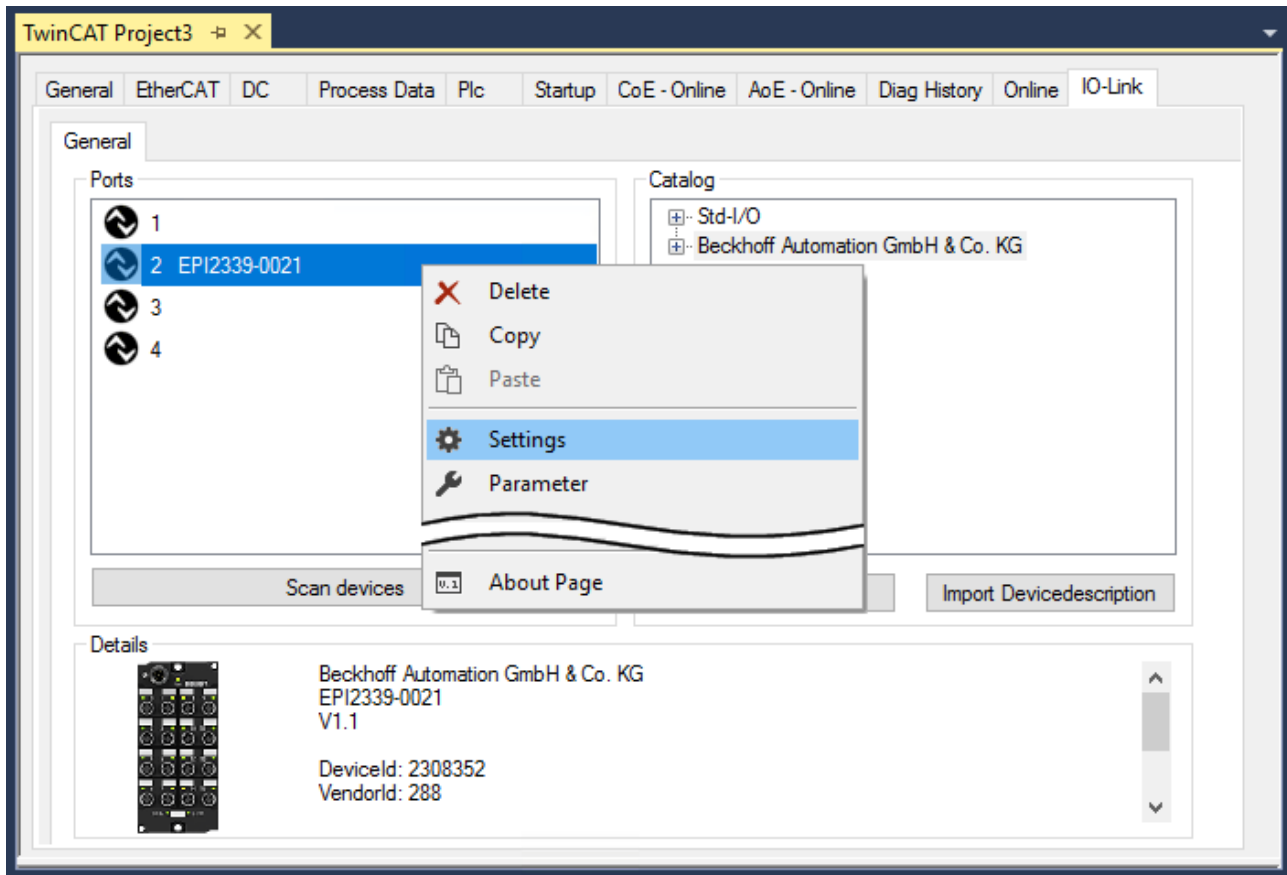 TwinCAT Project3
General EtherCAT DC Process Data Plc Startup CoE - Online AoE - Online Diag History Online IO-Link
General
Ports
1
2 EPI2339-0021
3
4
Catalog
Std-I/O
Beckhoff Automation GmbH & Co. KG
Delete
Copy
Paste
Settings
Parameter
About Page
Scan devices
Import Devicedescription
Details
Beckhoff Automation GmbH & Co. KG
EPI2339-0021
V1.1
DeviceId: 2308352
VendorId: 288